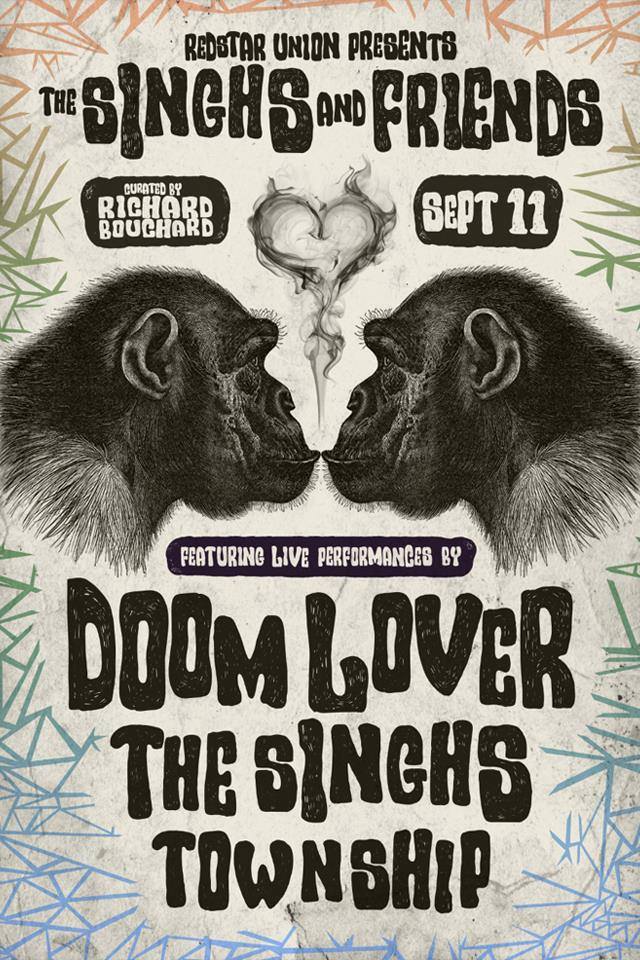 REDSTAR UNION PRESENTS
THE SINGHS AND FRIENDS
CURATED BY
RICHARD
BOUCHARD
SEPT 11
FEATURING LIVE PERFORMANCES BY
DOOM LOVER
THE SINGHS
TOWNSHIP